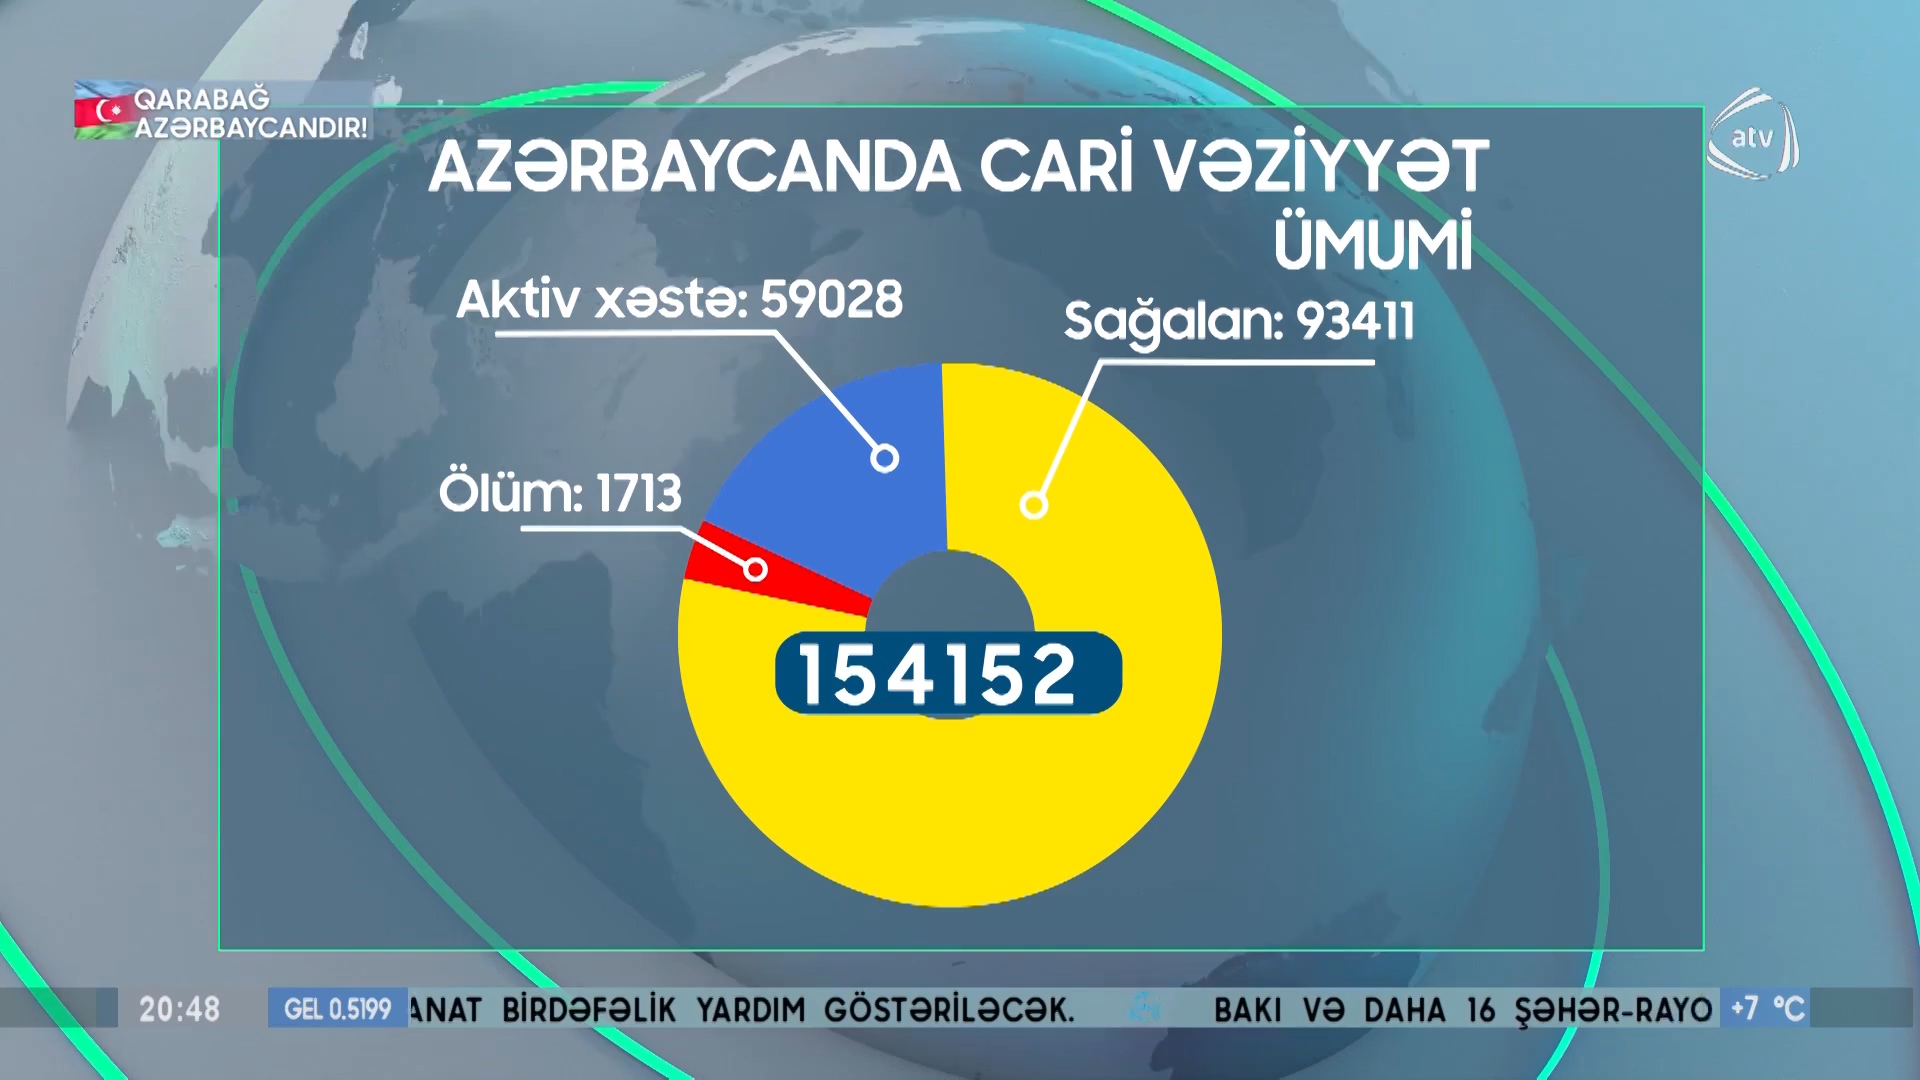 QARABAĞ
AZƏRBAYCANDIR!
atv
AZƏRBAYCANDA CARİ VƏZİYYƏT
ÜMUMİ
Aktiv xəstə: 59028
Sağalan: 93411
Ölüm: 1713
154152
20:48
GEL 0.5199
ANAT BİRDƏFƏLİK YARDIM GÖSTƏRİLƏCƏK.
BAKI VƏ DAHA 16 ŞƏHƏR-RAYO
+7 °C